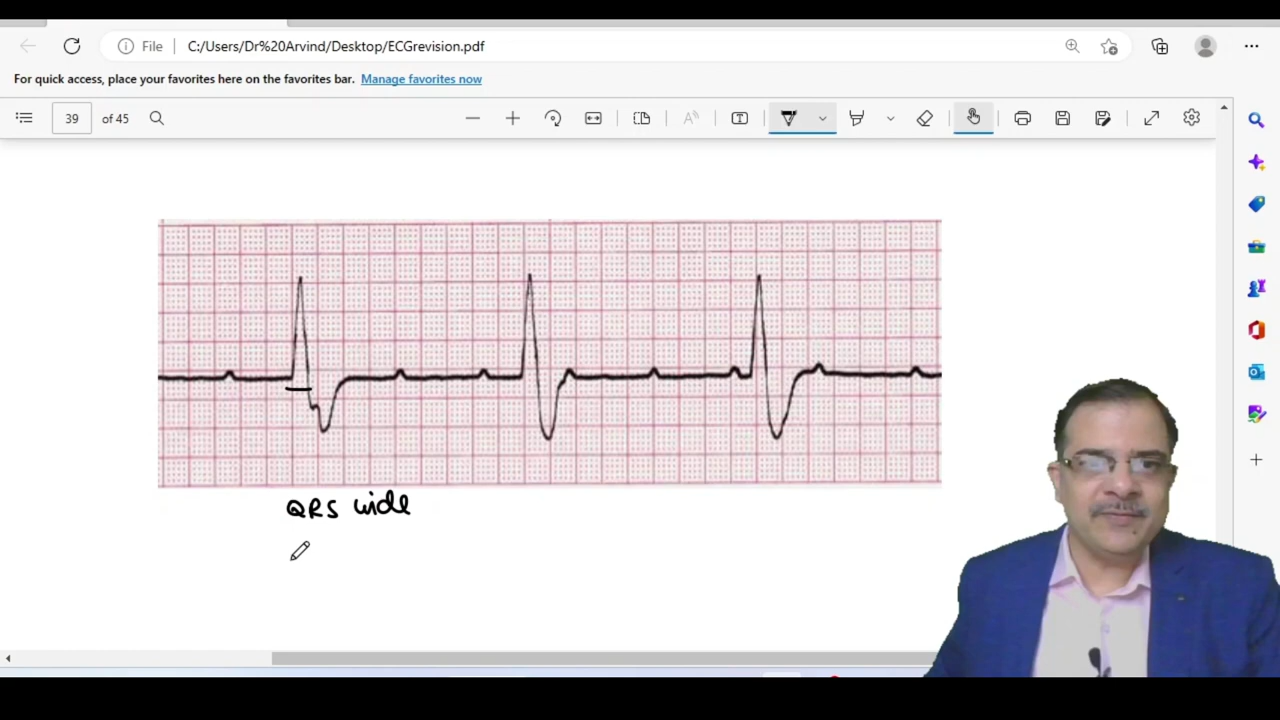 File C:/Users/Dr%20Arvind/Desktop/ECGrevision.pdf
For quick access, place your favorites here on the favorites bar. Manage favorites now
39 of 45
QRS wide